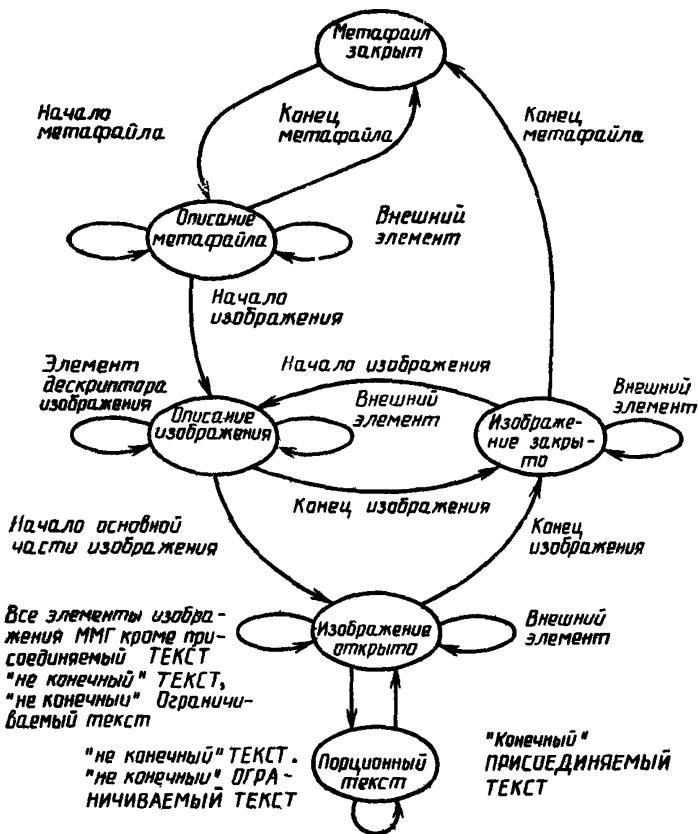 Метафаил
закрыт
Начало
метафайла
Конец
метафайла
Конец
метафайла
Описание
метафайла
Внешний
элемент
Начало
изображения
Элемент
дескриптора
изображения
Начало изображения
Внешний
элемент
Описание
изображения
Изображе-
ние закры-
то
Внешний
элемент
Конец изображения
Начало основной
части изображения
Конец
изображения
Все элементы изобра-
жения ММГ кроме при-
соединяемый ТЕКСТ
"не конечный" ТЕКСТ,
"не конечный" Ограничи-
ваемый текст
Изображение
открыто
Внешний
элемент
"не конечный" ТЕКСТ.
"не конечный" ОГРА-
НИЧИВАЕМЫЙ ТЕКСТ
Порционный
текст
"Конечный"
ПРИСОЕДИНЯЕМЫЙ
ТЕКСТ